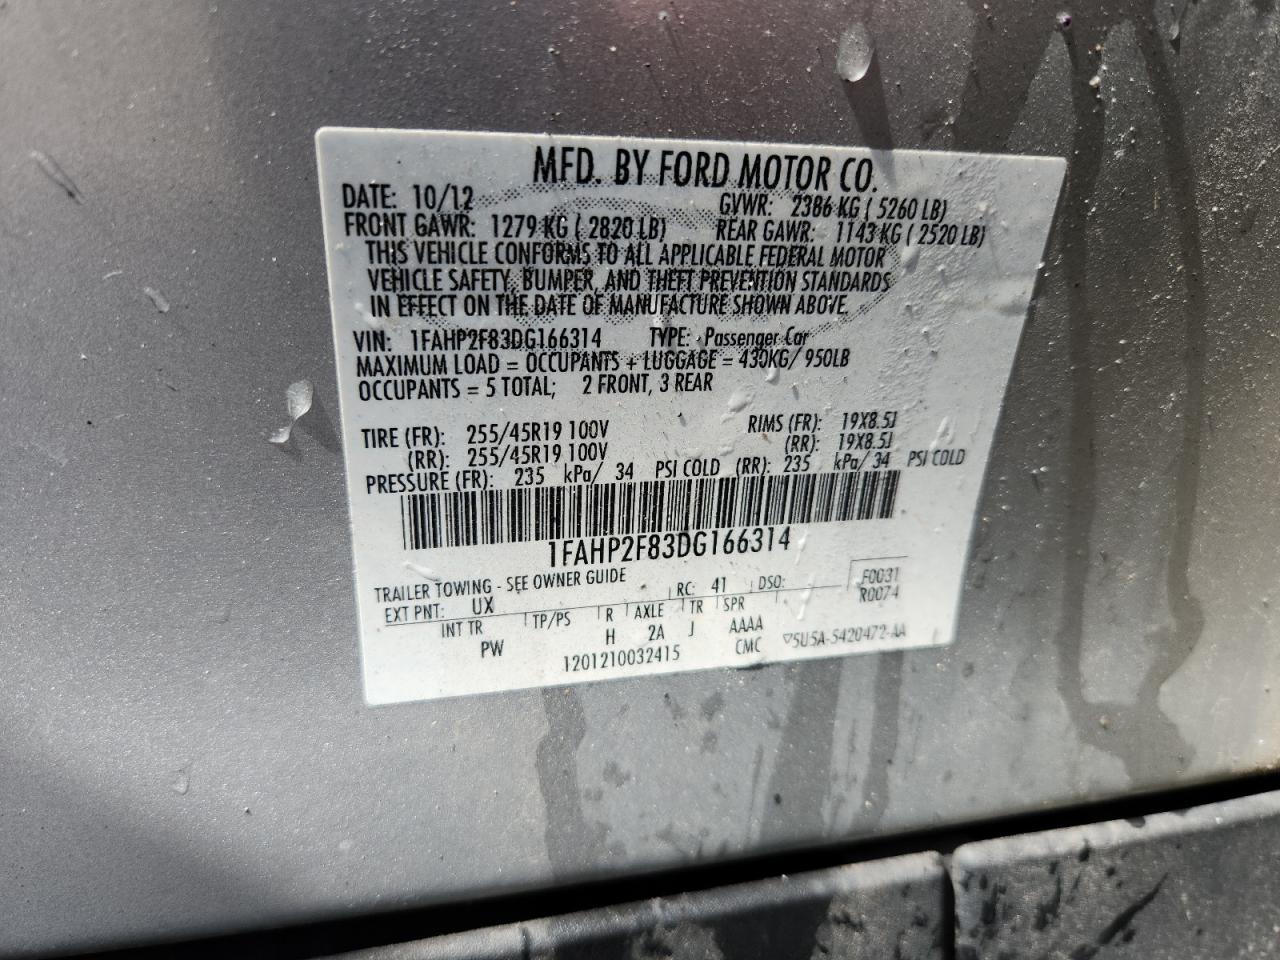 MFD. BY FORD MOTOR CO.
DATE: 10/12 GVWR: 2386 KG ( 5260 LB)
FRONT GAWR: 1279 KG ( 2820 LB) REAR GAWR: 1143 KG ( 2520 LB)
THIS VEHICLE CONFORMS TO ALL APPLICABLE FEDERAL MOTOR
VEHICLE SAFETY, BUMPER, AND THEFT PREVENTION STANDARDS
IN EFFECT ON THE DATE OF MANUFACTURE SHOWN ABOVE.
VIN: 1FAHP2F83DG166314 TYPE: Passenger Car
MAXIMUM LOAD = OCCUPANTS + LUGGAGE = 430KG/ 950LB
OCCUPANTS = 5 TOTAL; 2 FRONT, 3 REAR
TIRE (FR): 255/45R19 100V RIMS (FR): 19X8.5J
(RR): 255/45R19 100V (RR): 19X8.5J
PRESSURE (FR): 235 kPa/ 34 PSI COLD (RR): 235 kPa/ 34 PSI COLD
1FAHP2F83DG166314
TRAILER TOWING - SEE OWNER GUIDE F0031
EXT PNT: UX RC: 41 DSO: R0074
INT TR TP/PS R AXLE TR SPR
PW H 2A J AAAA 5U5A-5420472-AA
1201210032415 CMC